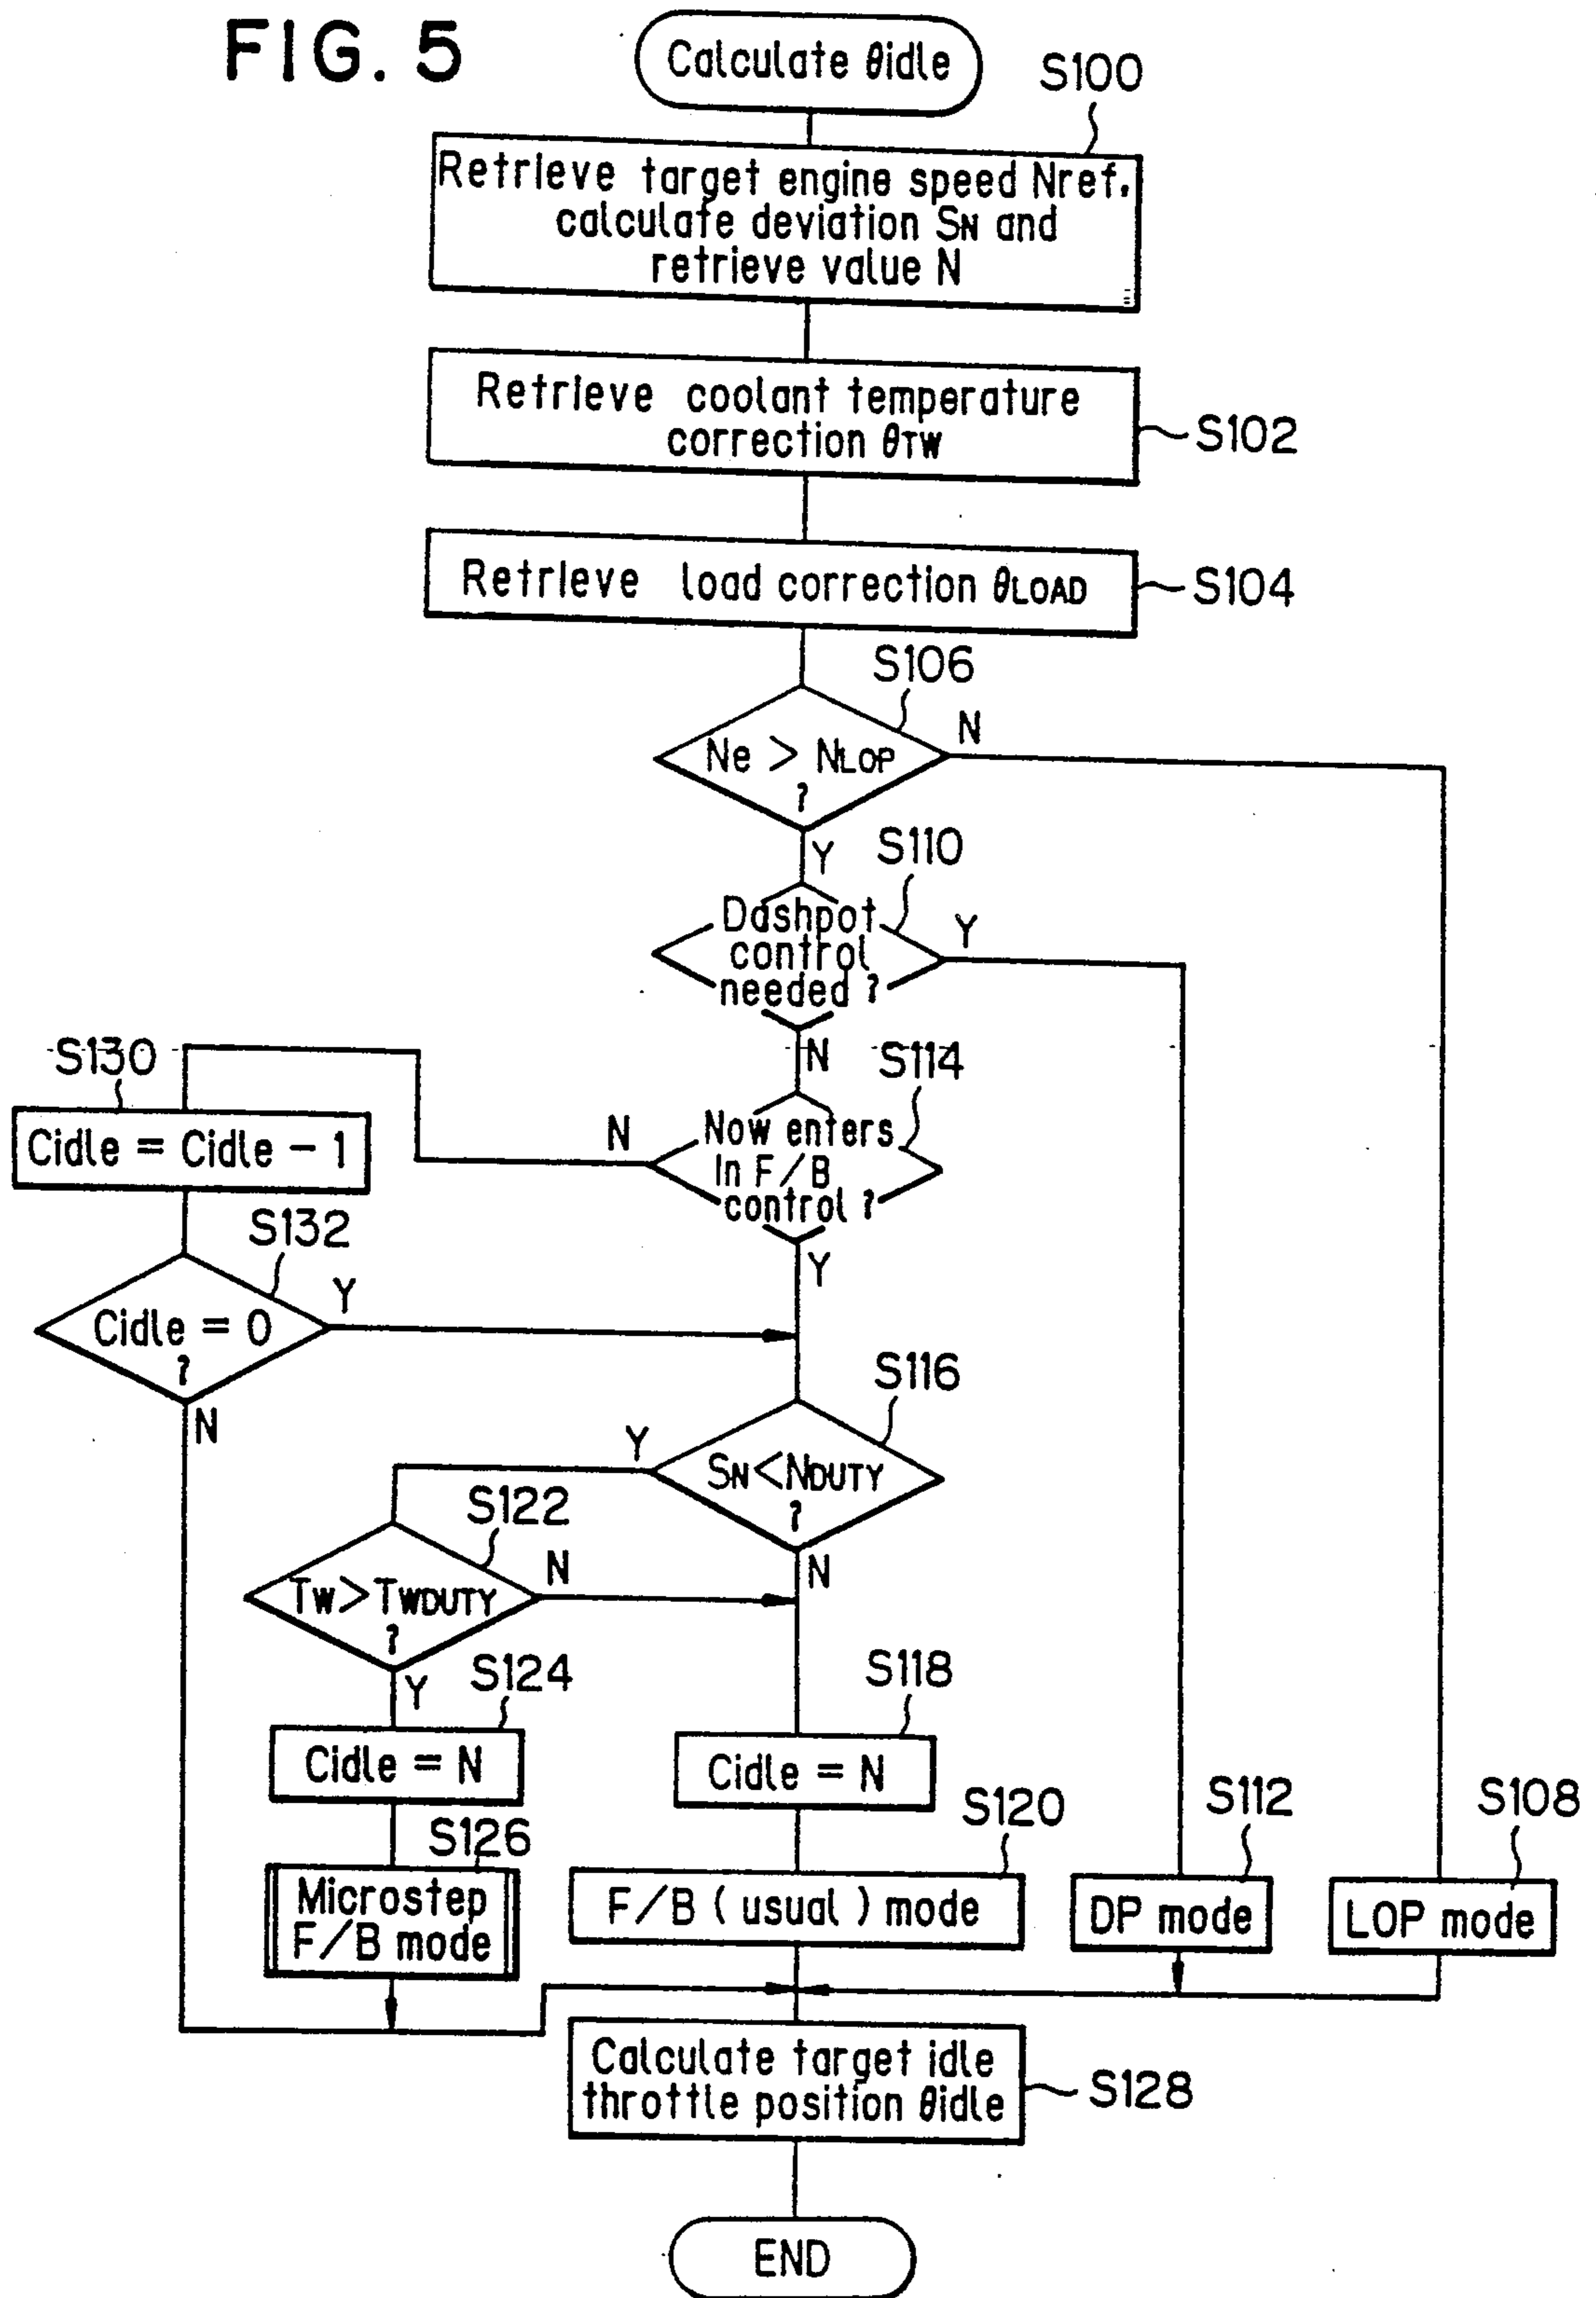 FIG. 5
Calculate θidle
S100
Retrieve target engine speed Nref.
calculate deviation SN and
retrieve value N
Retrieve coolant temperature
correction θTW
S102
Retrieve load correction θLOAD
S104
S106
Ne > NLOP
?
N
Y
S110
Dashpot
control
needed ?
Y
N
S114
Now enters
In F/B
control ?
N
Y
S130
Cidle = Cidle - 1
S132
Cidle = 0
?
Y
N
S116
SN<NDUTY
?
Y
N
S122
TW>TWDUTY
?
N
Y
S124
Cidle = N
S118
Cidle = N
S126
Microstep
F/B mode
S120
F/B ( usual ) mode
S112
DP mode
S108
LOP mode
Calculate target idle
throttle position θidle
S128
END